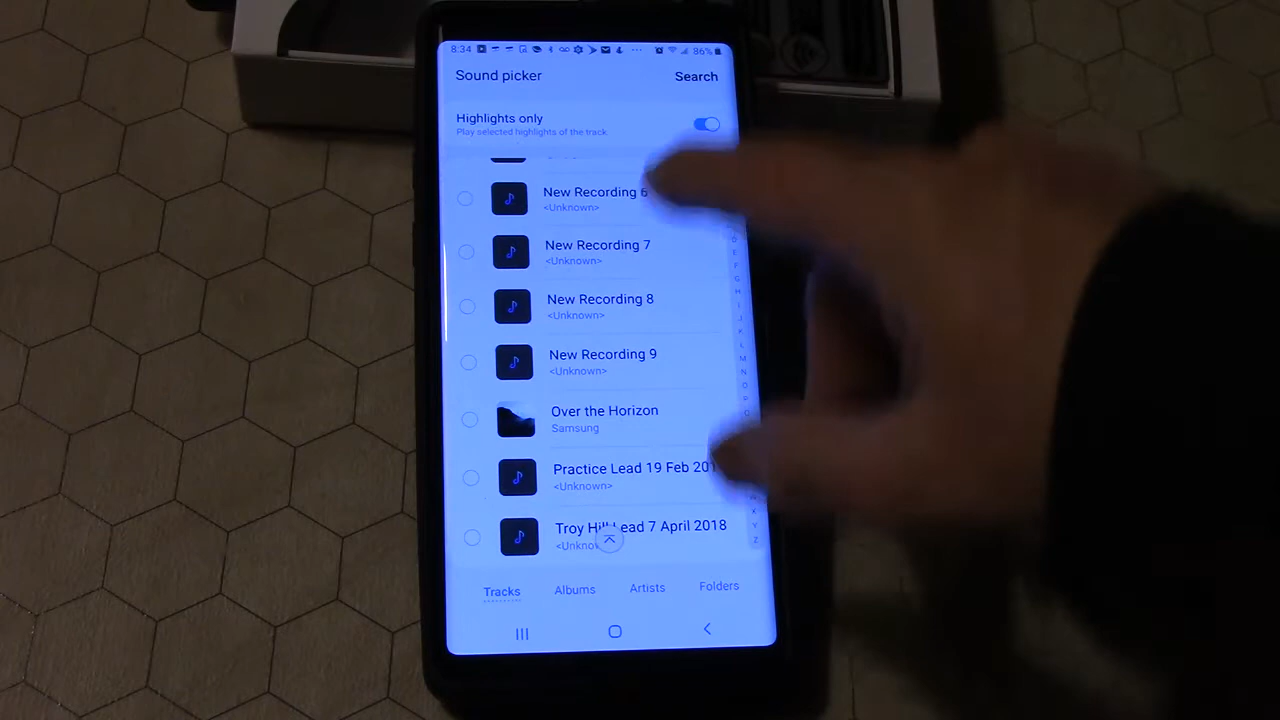 8:34 86%
Sound picker Search
Highlights only
Play selected highlights of the track.
New Recording 6
<Unknown>
New Recording 7
<Unknown>
New Recording 8
<Unknown>
New Recording 9
<Unknown>
Over the Horizon
Samsung
Practice Lead 19 Feb 201
<Unknown>
Troy Hill Lead 7 April 2018
<Unkno
Tracks Albums Artists Folders